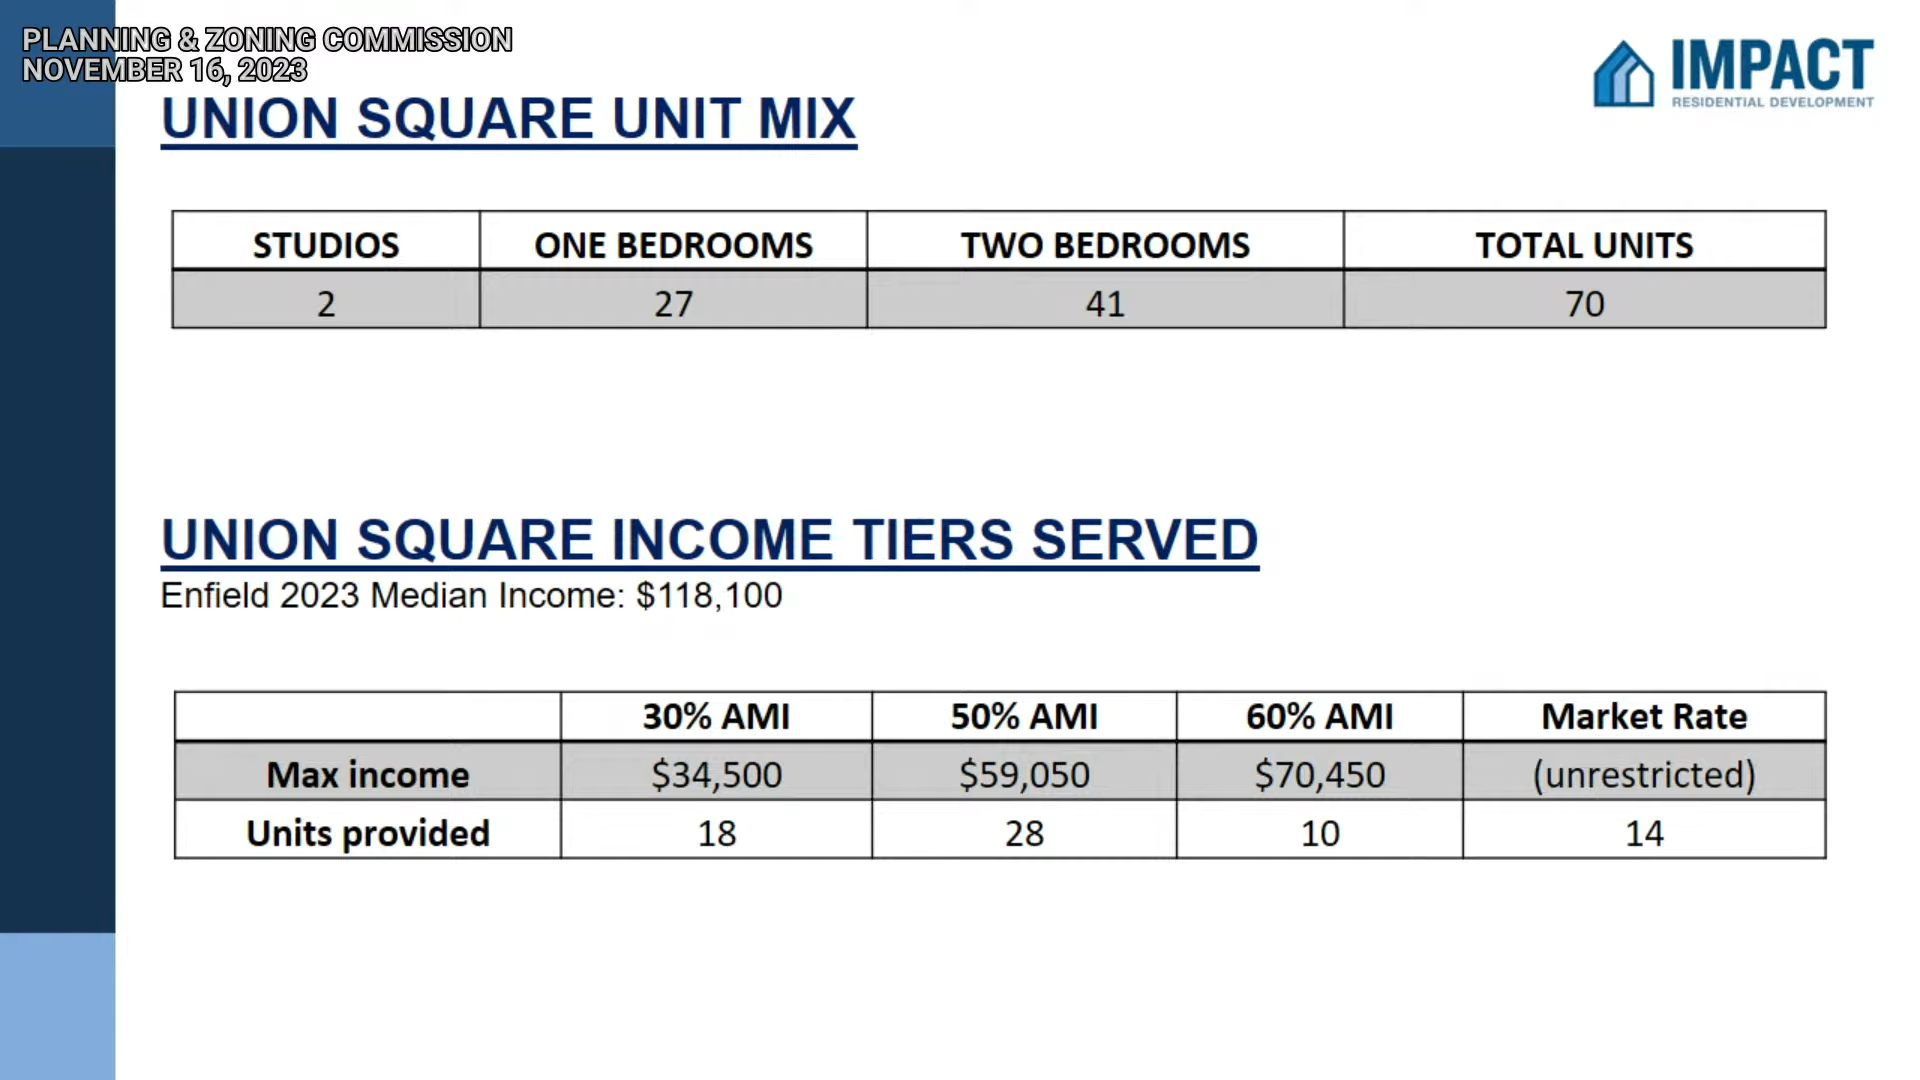 PLANNING & ZONING COMMISSION
NOVEMBER 16, 2023
IMPACT
RESIDENTIAL DEVELOPMENT
UNION SQUARE UNIT MIX
STUDIOS ONE BEDROOMS TWO BEDROOMS TOTAL UNITS
2 27 41 70
UNION SQUARE INCOME TIERS SERVED
Enfield 2023 Median Income: $118,100
30% AMI 50% AMI 60% AMI Market Rate
Max income $34,500 $59,050 $70,450 (unrestricted)
Units provided 18 28 10 14